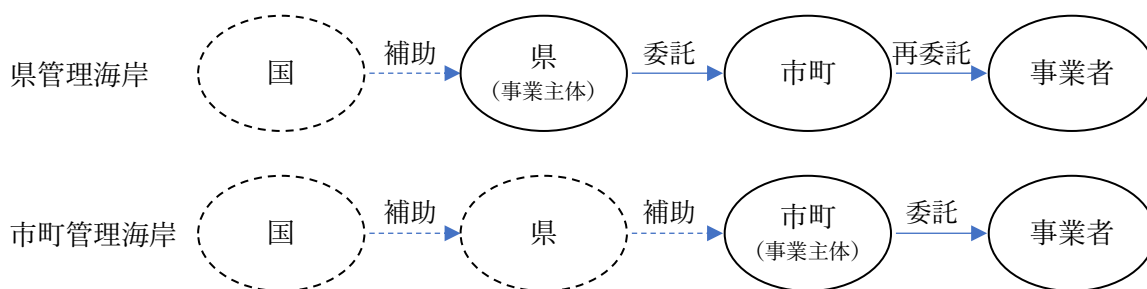 県管理海岸 国 補助 県 委託 市町 再委託 事業者
(事業主体)
市町管理海岸 国 補助 県 補助 市町 委託 事業者
(事業主体)